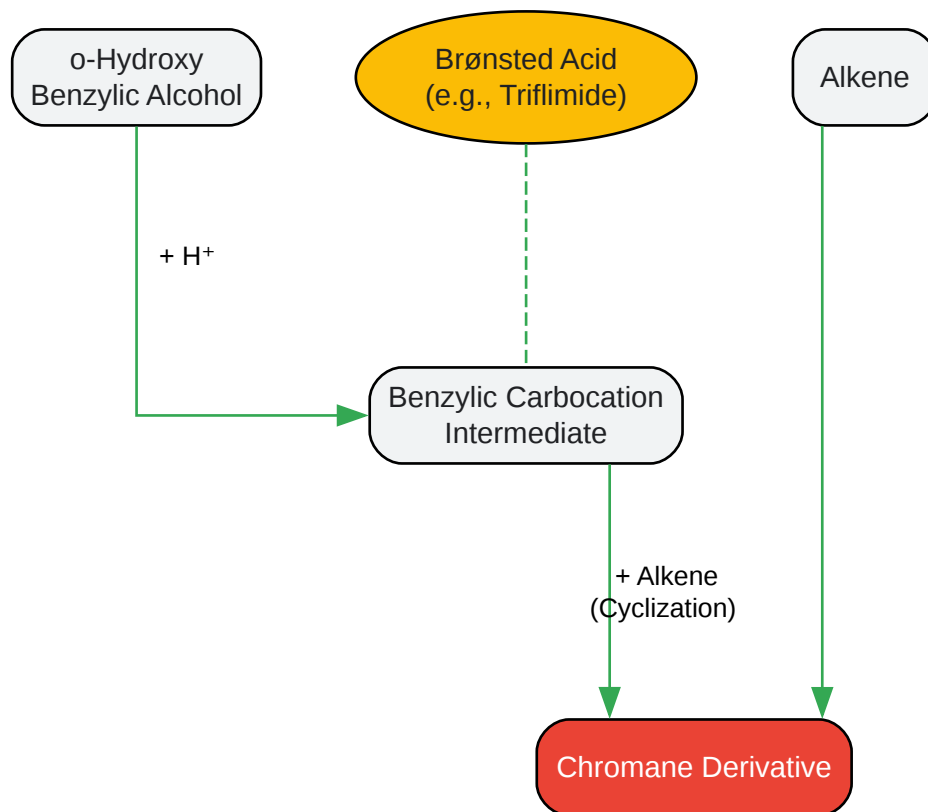 o-Hydroxy
Benzylic Alcohol
Brønsted Acid
(e.g., Triflimide)
Alkene
+ H⁺
Benzylic Carbocation
Intermediate
+ Alkene
(Cyclization)
Chromane Derivative